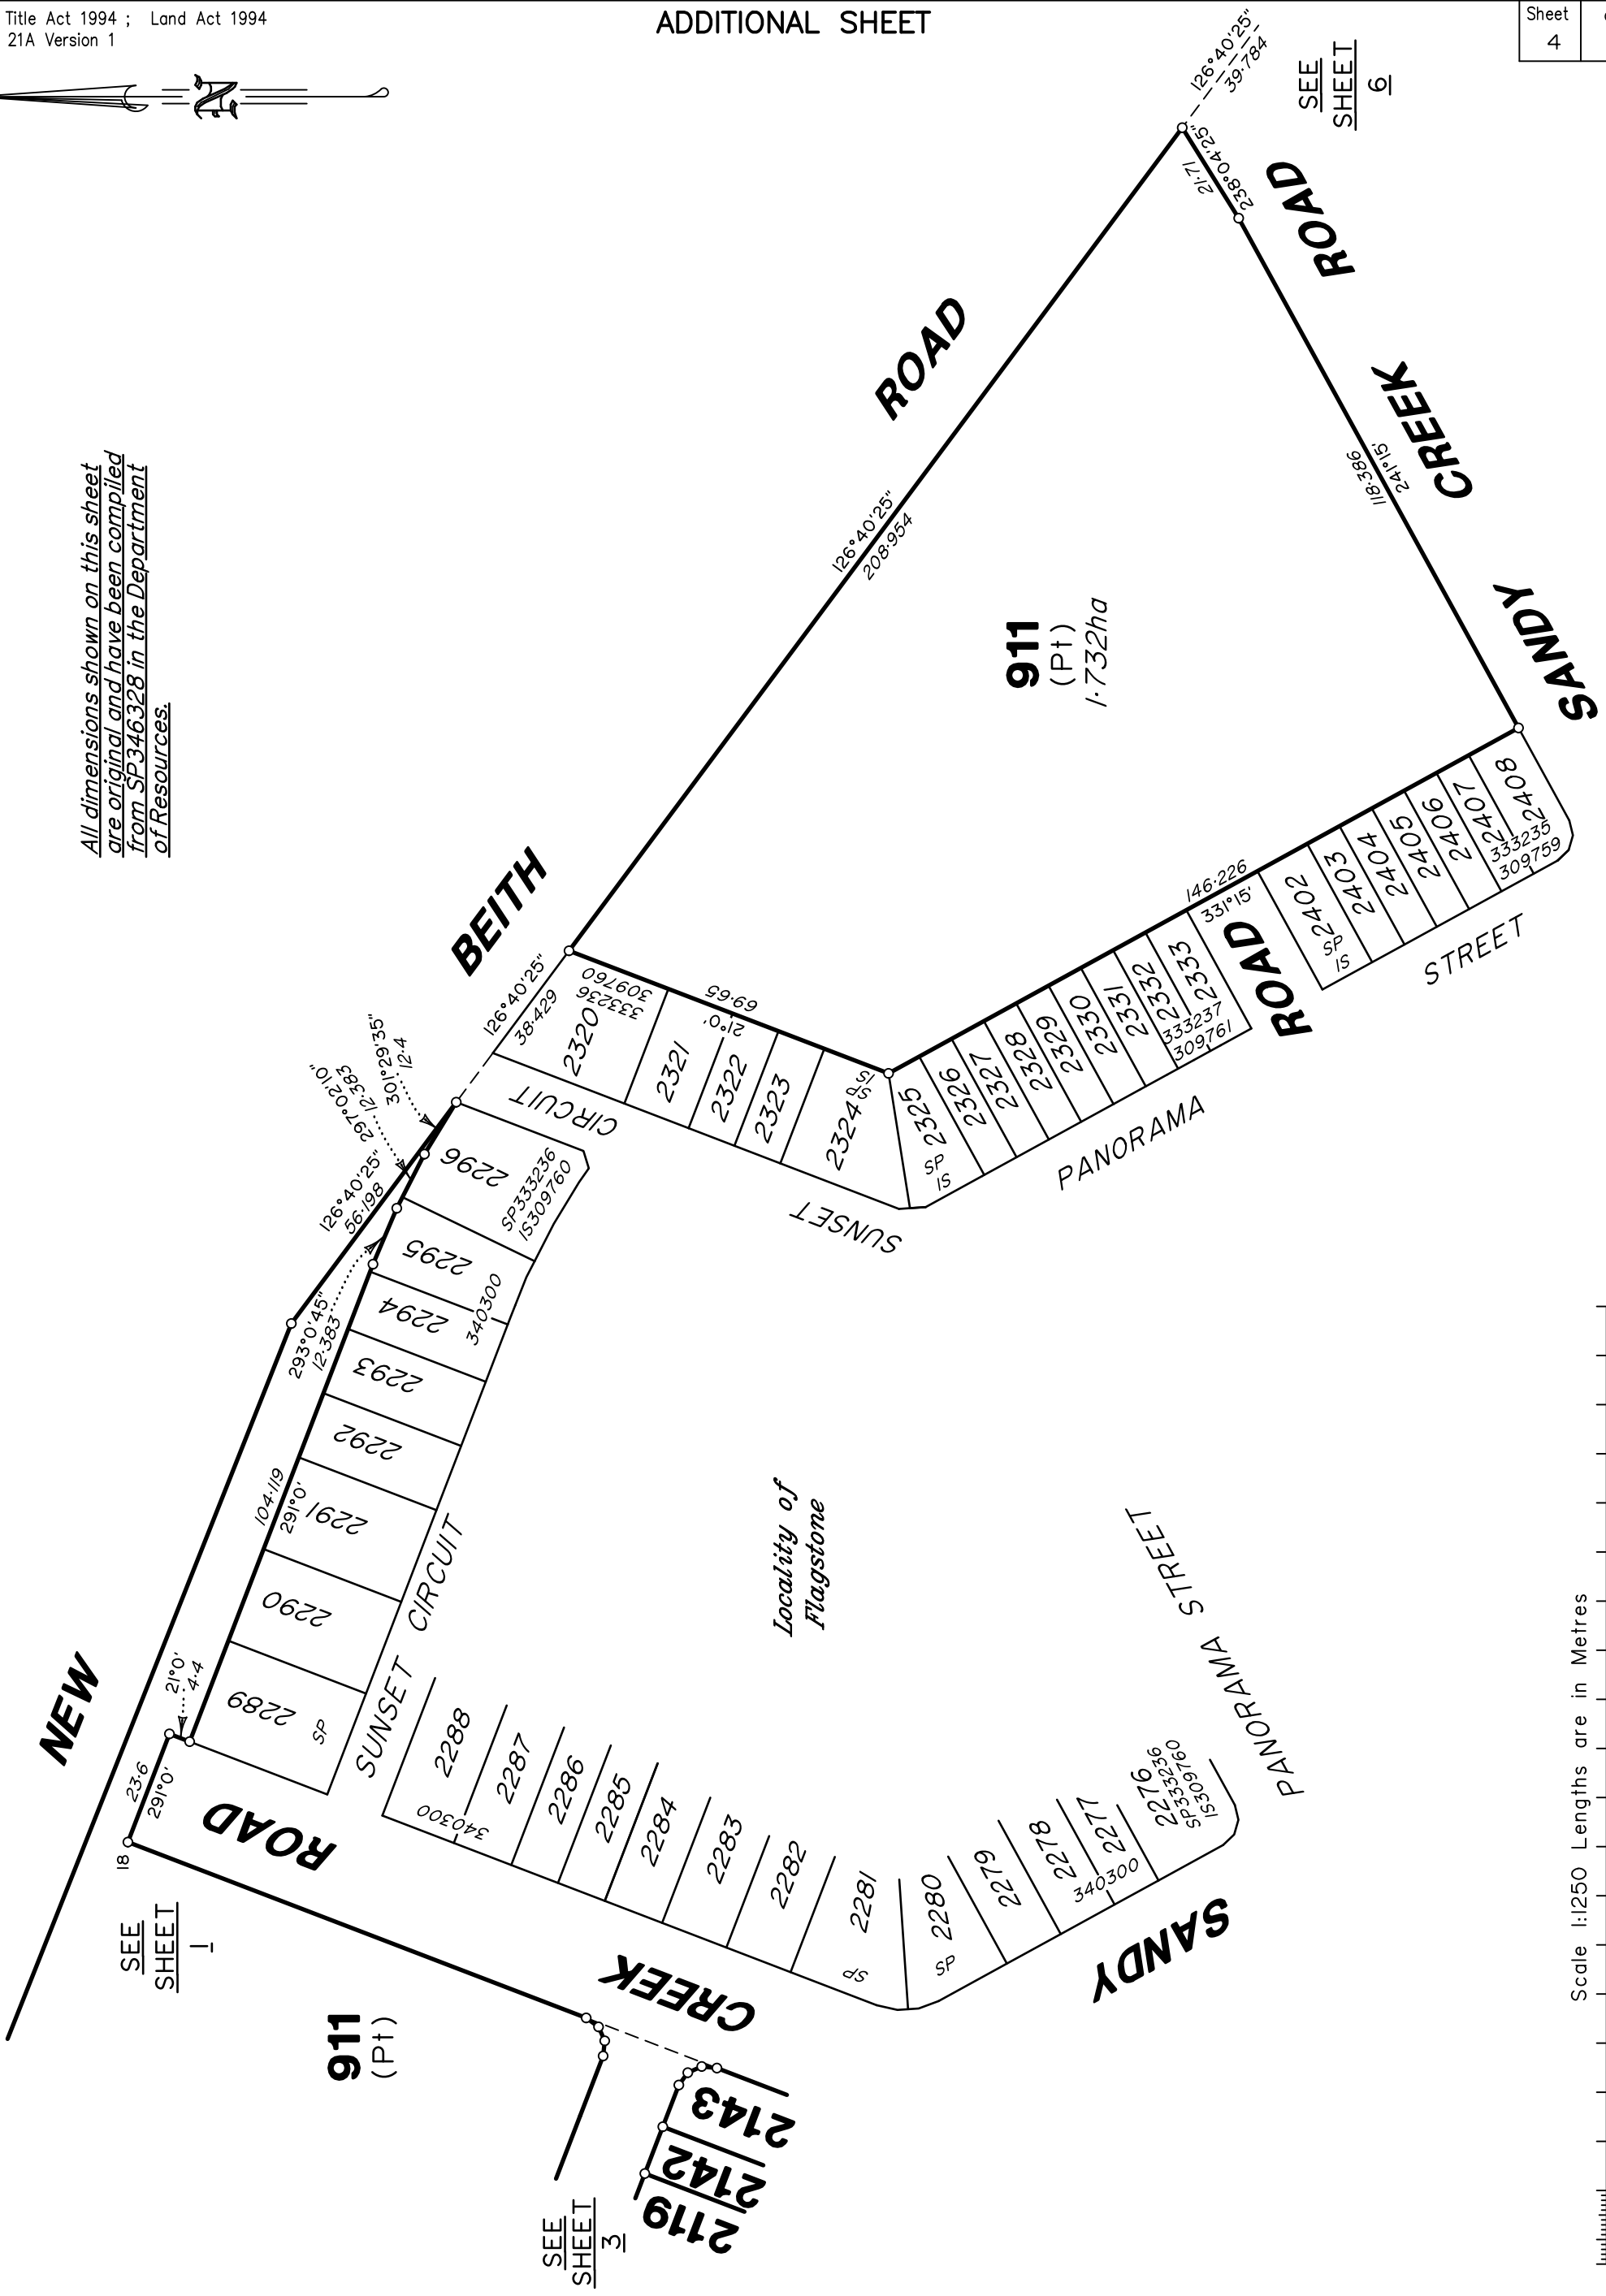 Title Act 1994 ; Land Act 1994
21A Version 1
ADDITIONAL SHEET
Sheet
4
All dimensions shown on this sheet
are original and have been compiled
from SP346328 in the Department
of Resources.
126°40'25"
39·784
SEE
SHEET
6
21·71
238°04'25"
ROAD
CREEK
SANDY
118·386
241°15'
ROAD
BEITH
NEW
126°40'25"
208·954
911
(Pt)
1·732ha
126°40'25"
38·429
2320
333236
309760
2321
2322
2323
2324
SP
IS
69·65
21°0'
CIRCUIT
SUNSET
2325
SP
IS
2326
2327
2328
2329
2330
2331
2332
2333
333237
309761
PANORAMA
STREET
146·226
331°15'
ROAD
2402
SP
IS
2403
2404
2405
2406
2407
2408
333235
309759
301°29'35"
12·4
297°02'10"
12·383
126°40'25"
56·198
293°0'45"
12·383
104·119
291°0'
2296
SP333236
IS309760
2295
2294
340300
2293
2292
2291
2290
2289
SP
21°0'
4·4
23·6
291°0'
18
SUNSET CIRCUIT
ROAD
CREEK
SANDY
2288
340300
2287
2286
2285
2284
2283
2282
2281
SP
2280
SP
2279
2278
2277
340300
2276
SP333236
IS309760
PANORAMA STREET
Locality of
Flagstone
SEE
SHEET
1
911
(Pt)
2143
2142
2119
SEE
SHEET
3
Scale 1:1250 Lengths are in Metres